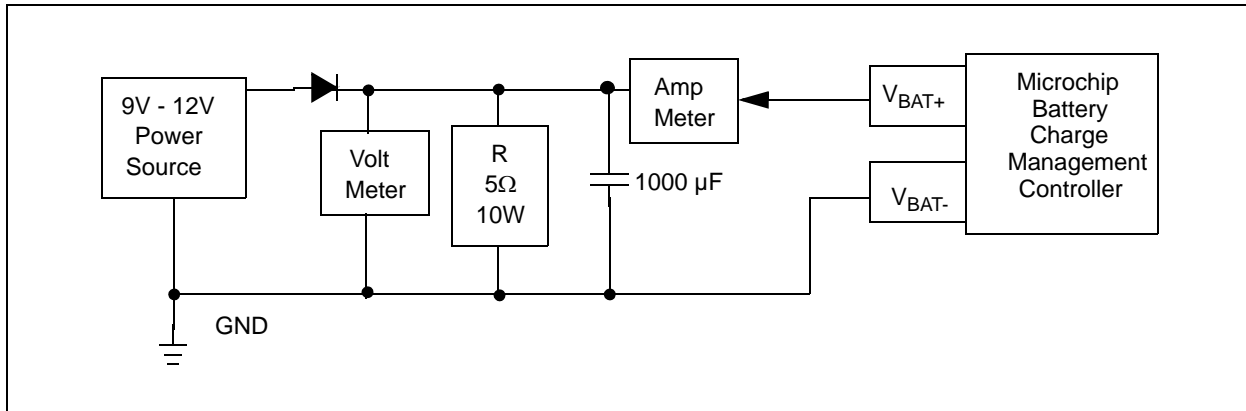 9V - 12V
Power
Source
Volt
Meter
R
5Ω
10W
1000 µF
Amp
Meter
VBAT+
VBAT-
Microchip
Battery
Charge
Management
Controller
GND